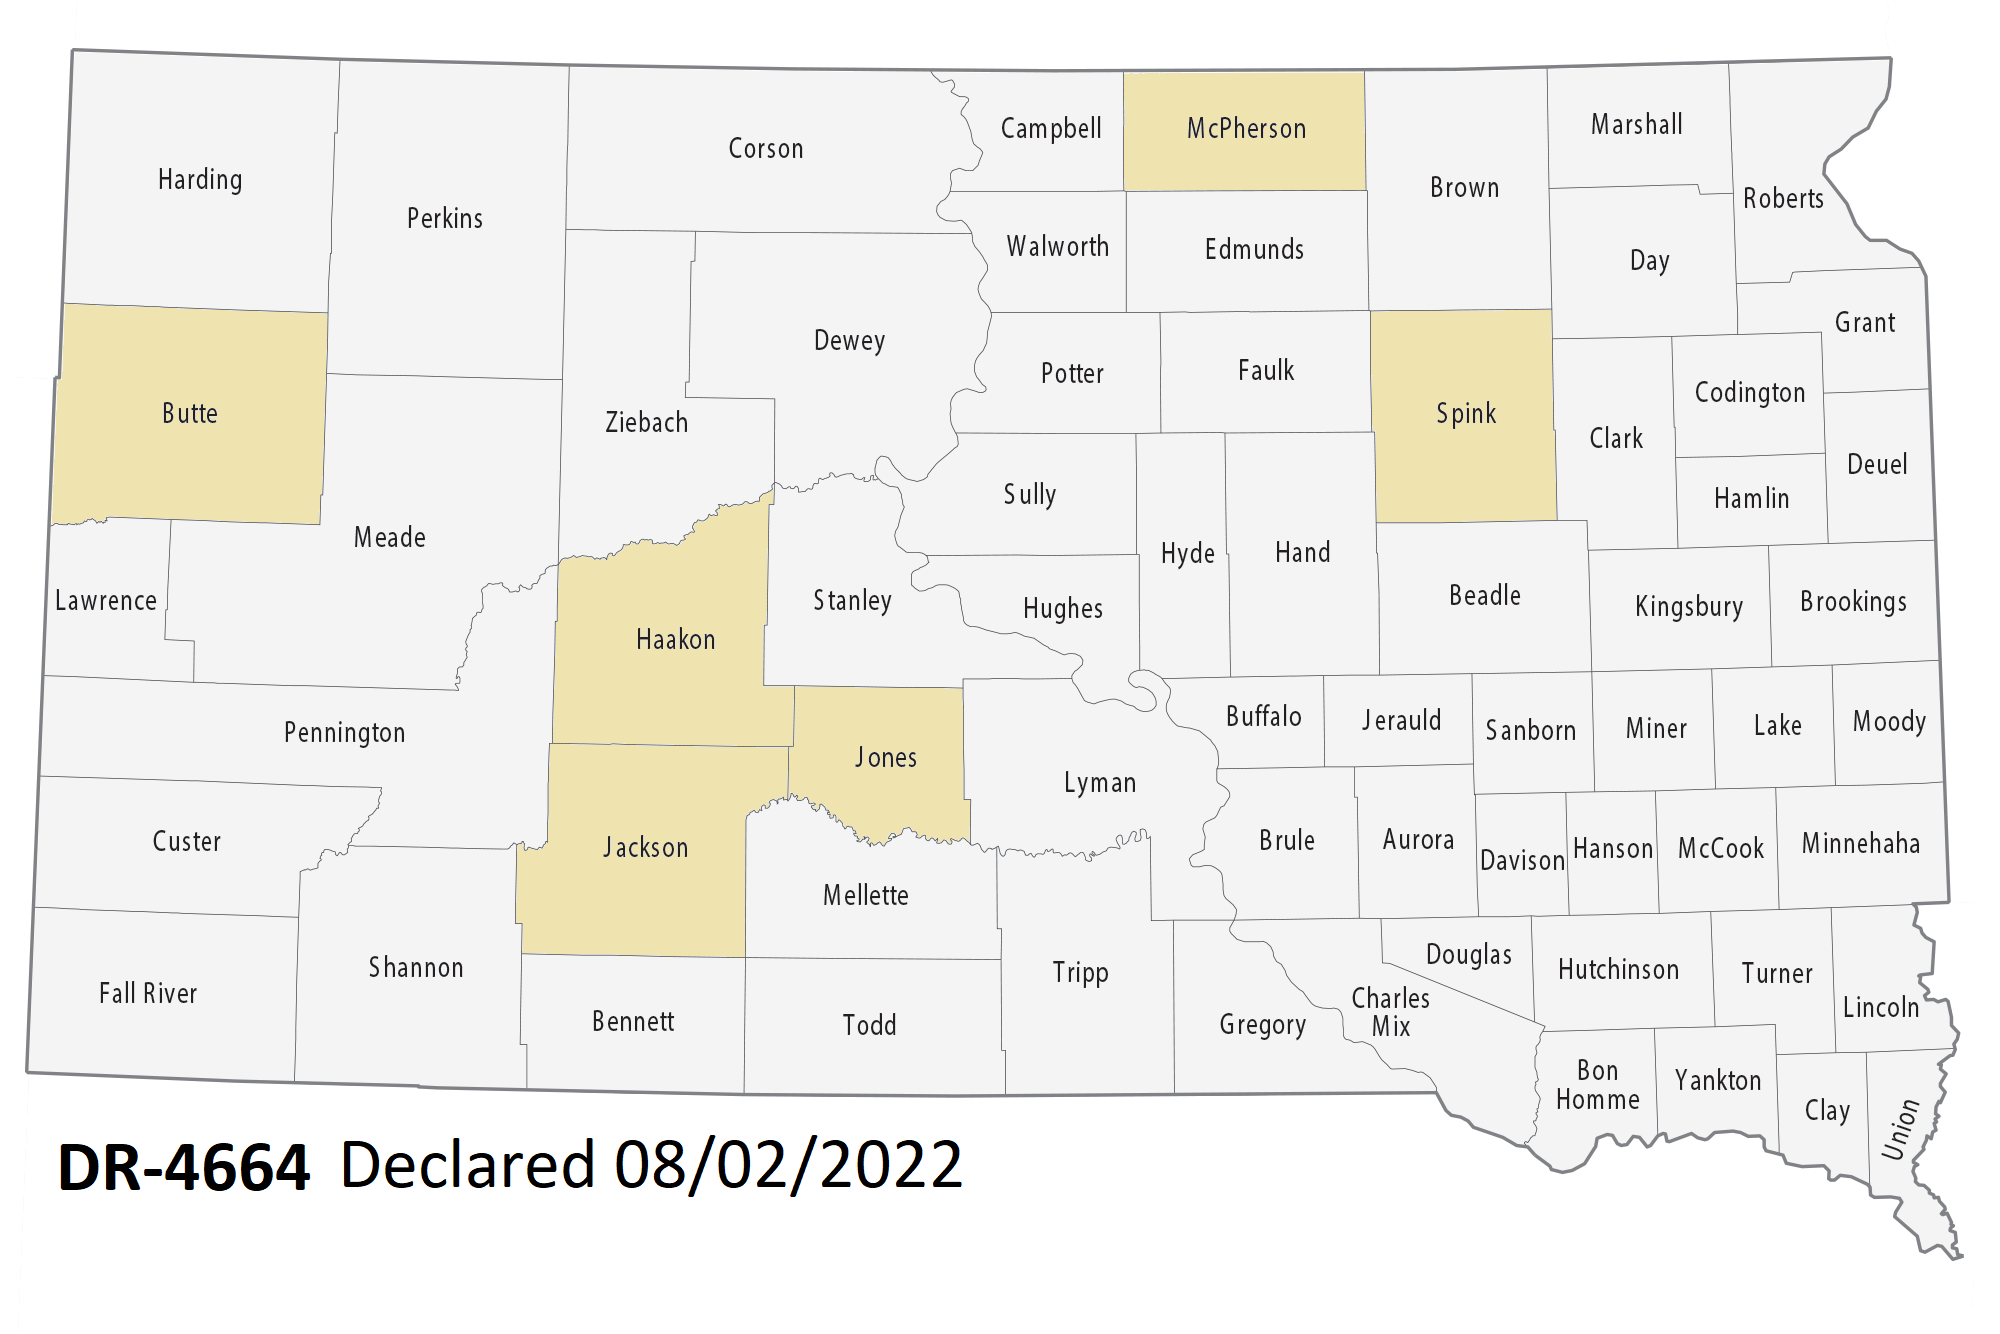 Campbell
McPherson
Marshall
Corson
Harding
Brown
Roberts
Perkins
Walworth
Edmunds
Day
Grant
Dewey
Potter
Faulk
Codington
Butte
Ziebach
Spink
Clark
Deuel
Sully
Hamlin
Meade
Hyde
Hand
Lawrence
Stanley
Hughes
Beadle
Kingsbury
Brookings
Haakon
Pennington
Buffalo
Jerauld
Sanborn
Miner
Lake
Moody
Jones
Lyman
Custer
Jackson
Brule
Aurora
Davison
Hanson
McCook
Minnehaha
Mellette
Shannon
Tripp
Douglas
Hutchinson
Turner
Fall River
Charles
Mix
Lincoln
Bennett
Todd
Gregory
Bon
Homme
Yankton
Clay
Union
DR-4664 Declared 08/02/2022